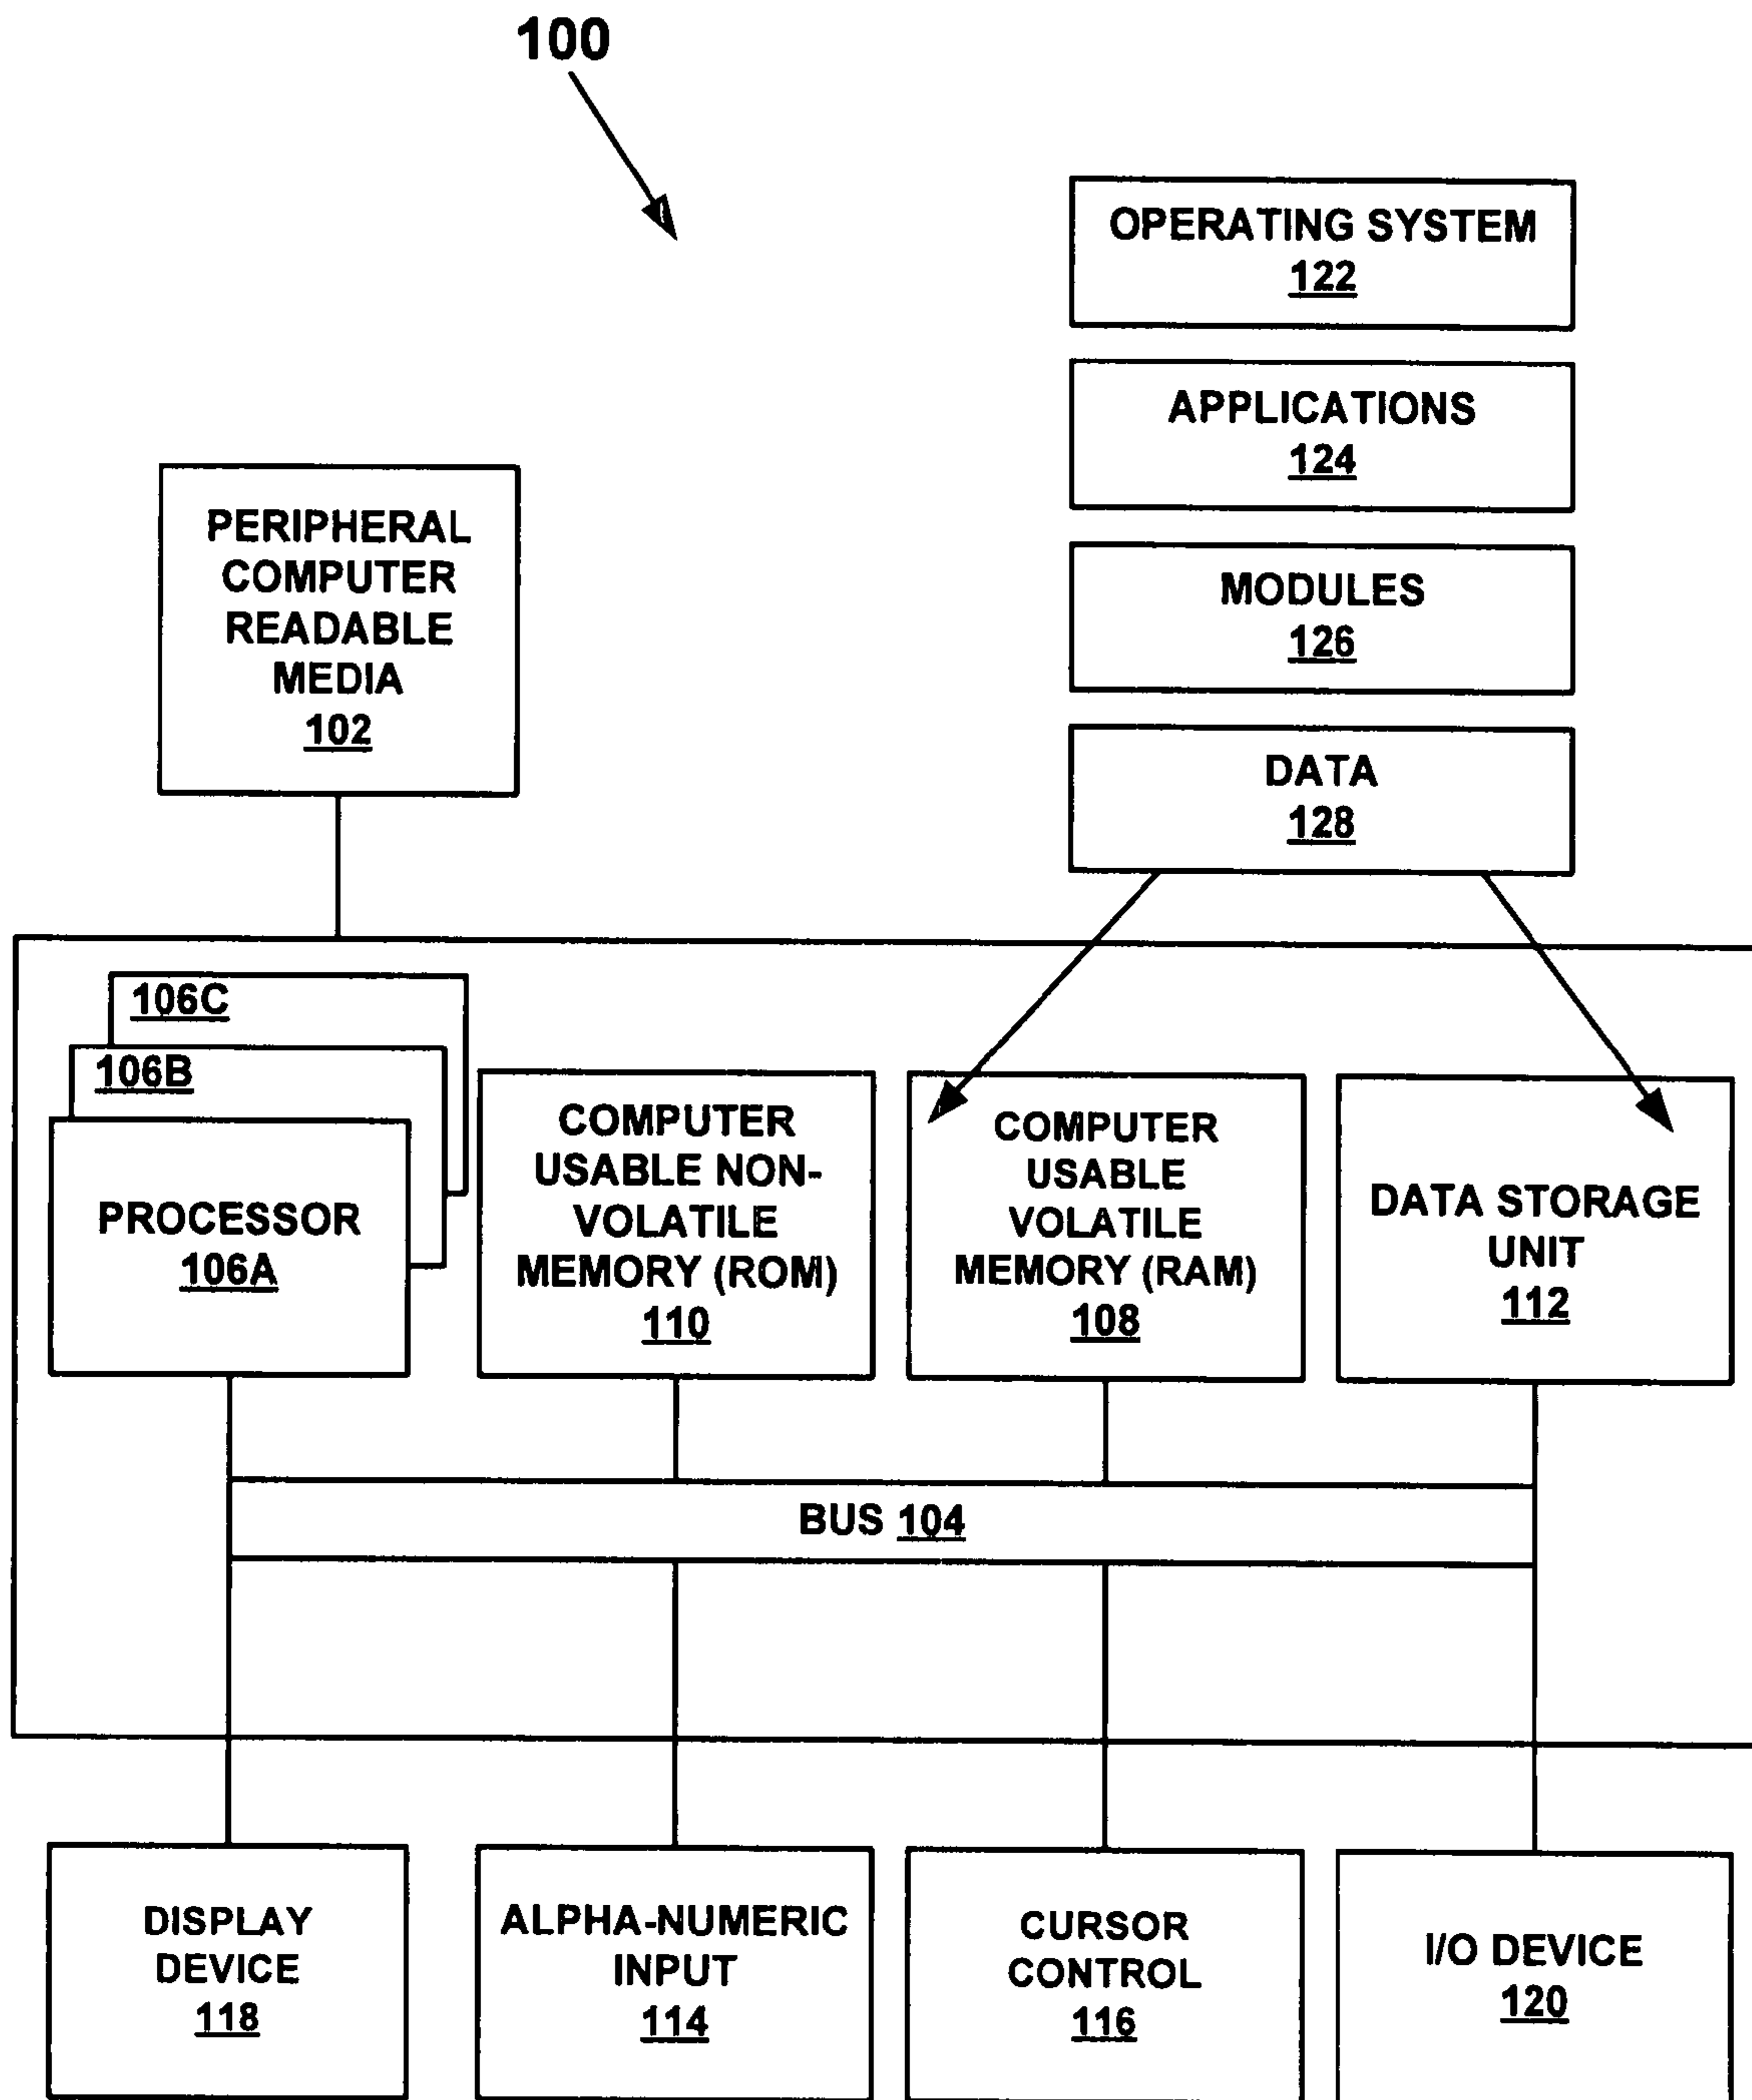 100
OPERATING SYSTEM
122
APPLICATIONS
124
MODULES
126
DATA
128
PERIPHERAL
COMPUTER
READABLE
MEDIA
102
106C
106B
PROCESSOR
106A
COMPUTER
USABLE NON-
VOLATILE
MEMORY (ROM)
110
COMPUTER
USABLE
VOLATILE
MEMORY (RAM)
108
DATA STORAGE
UNIT
112
BUS 104
DISPLAY
DEVICE
118
ALPHA-NUMERIC
INPUT
114
CURSOR
CONTROL
116
I/O DEVICE
120